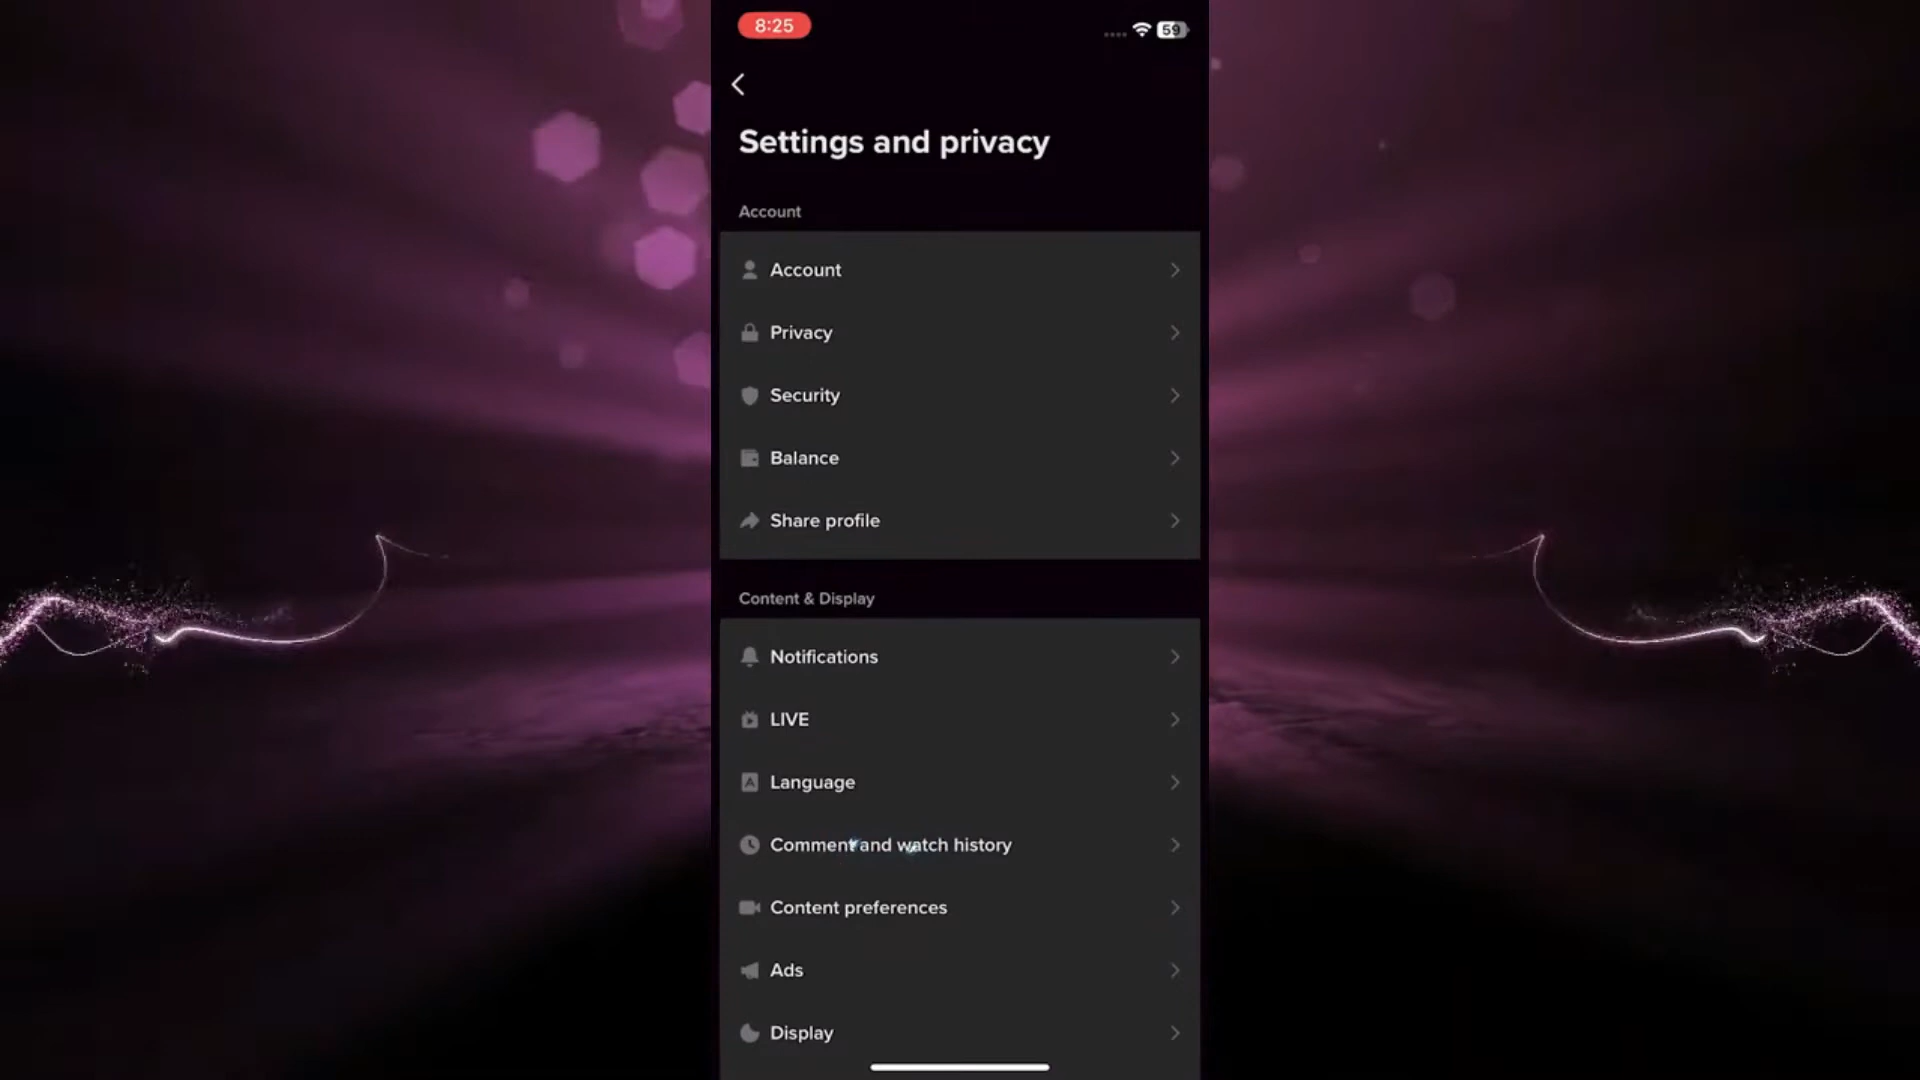 8:25
59
Settings and privacy
Account
Account
Privacy
Security
Balance
Share profile
Content & Display
Notifications
LIVE
Language
Comment and watch history
Content preferences
Ads
Display